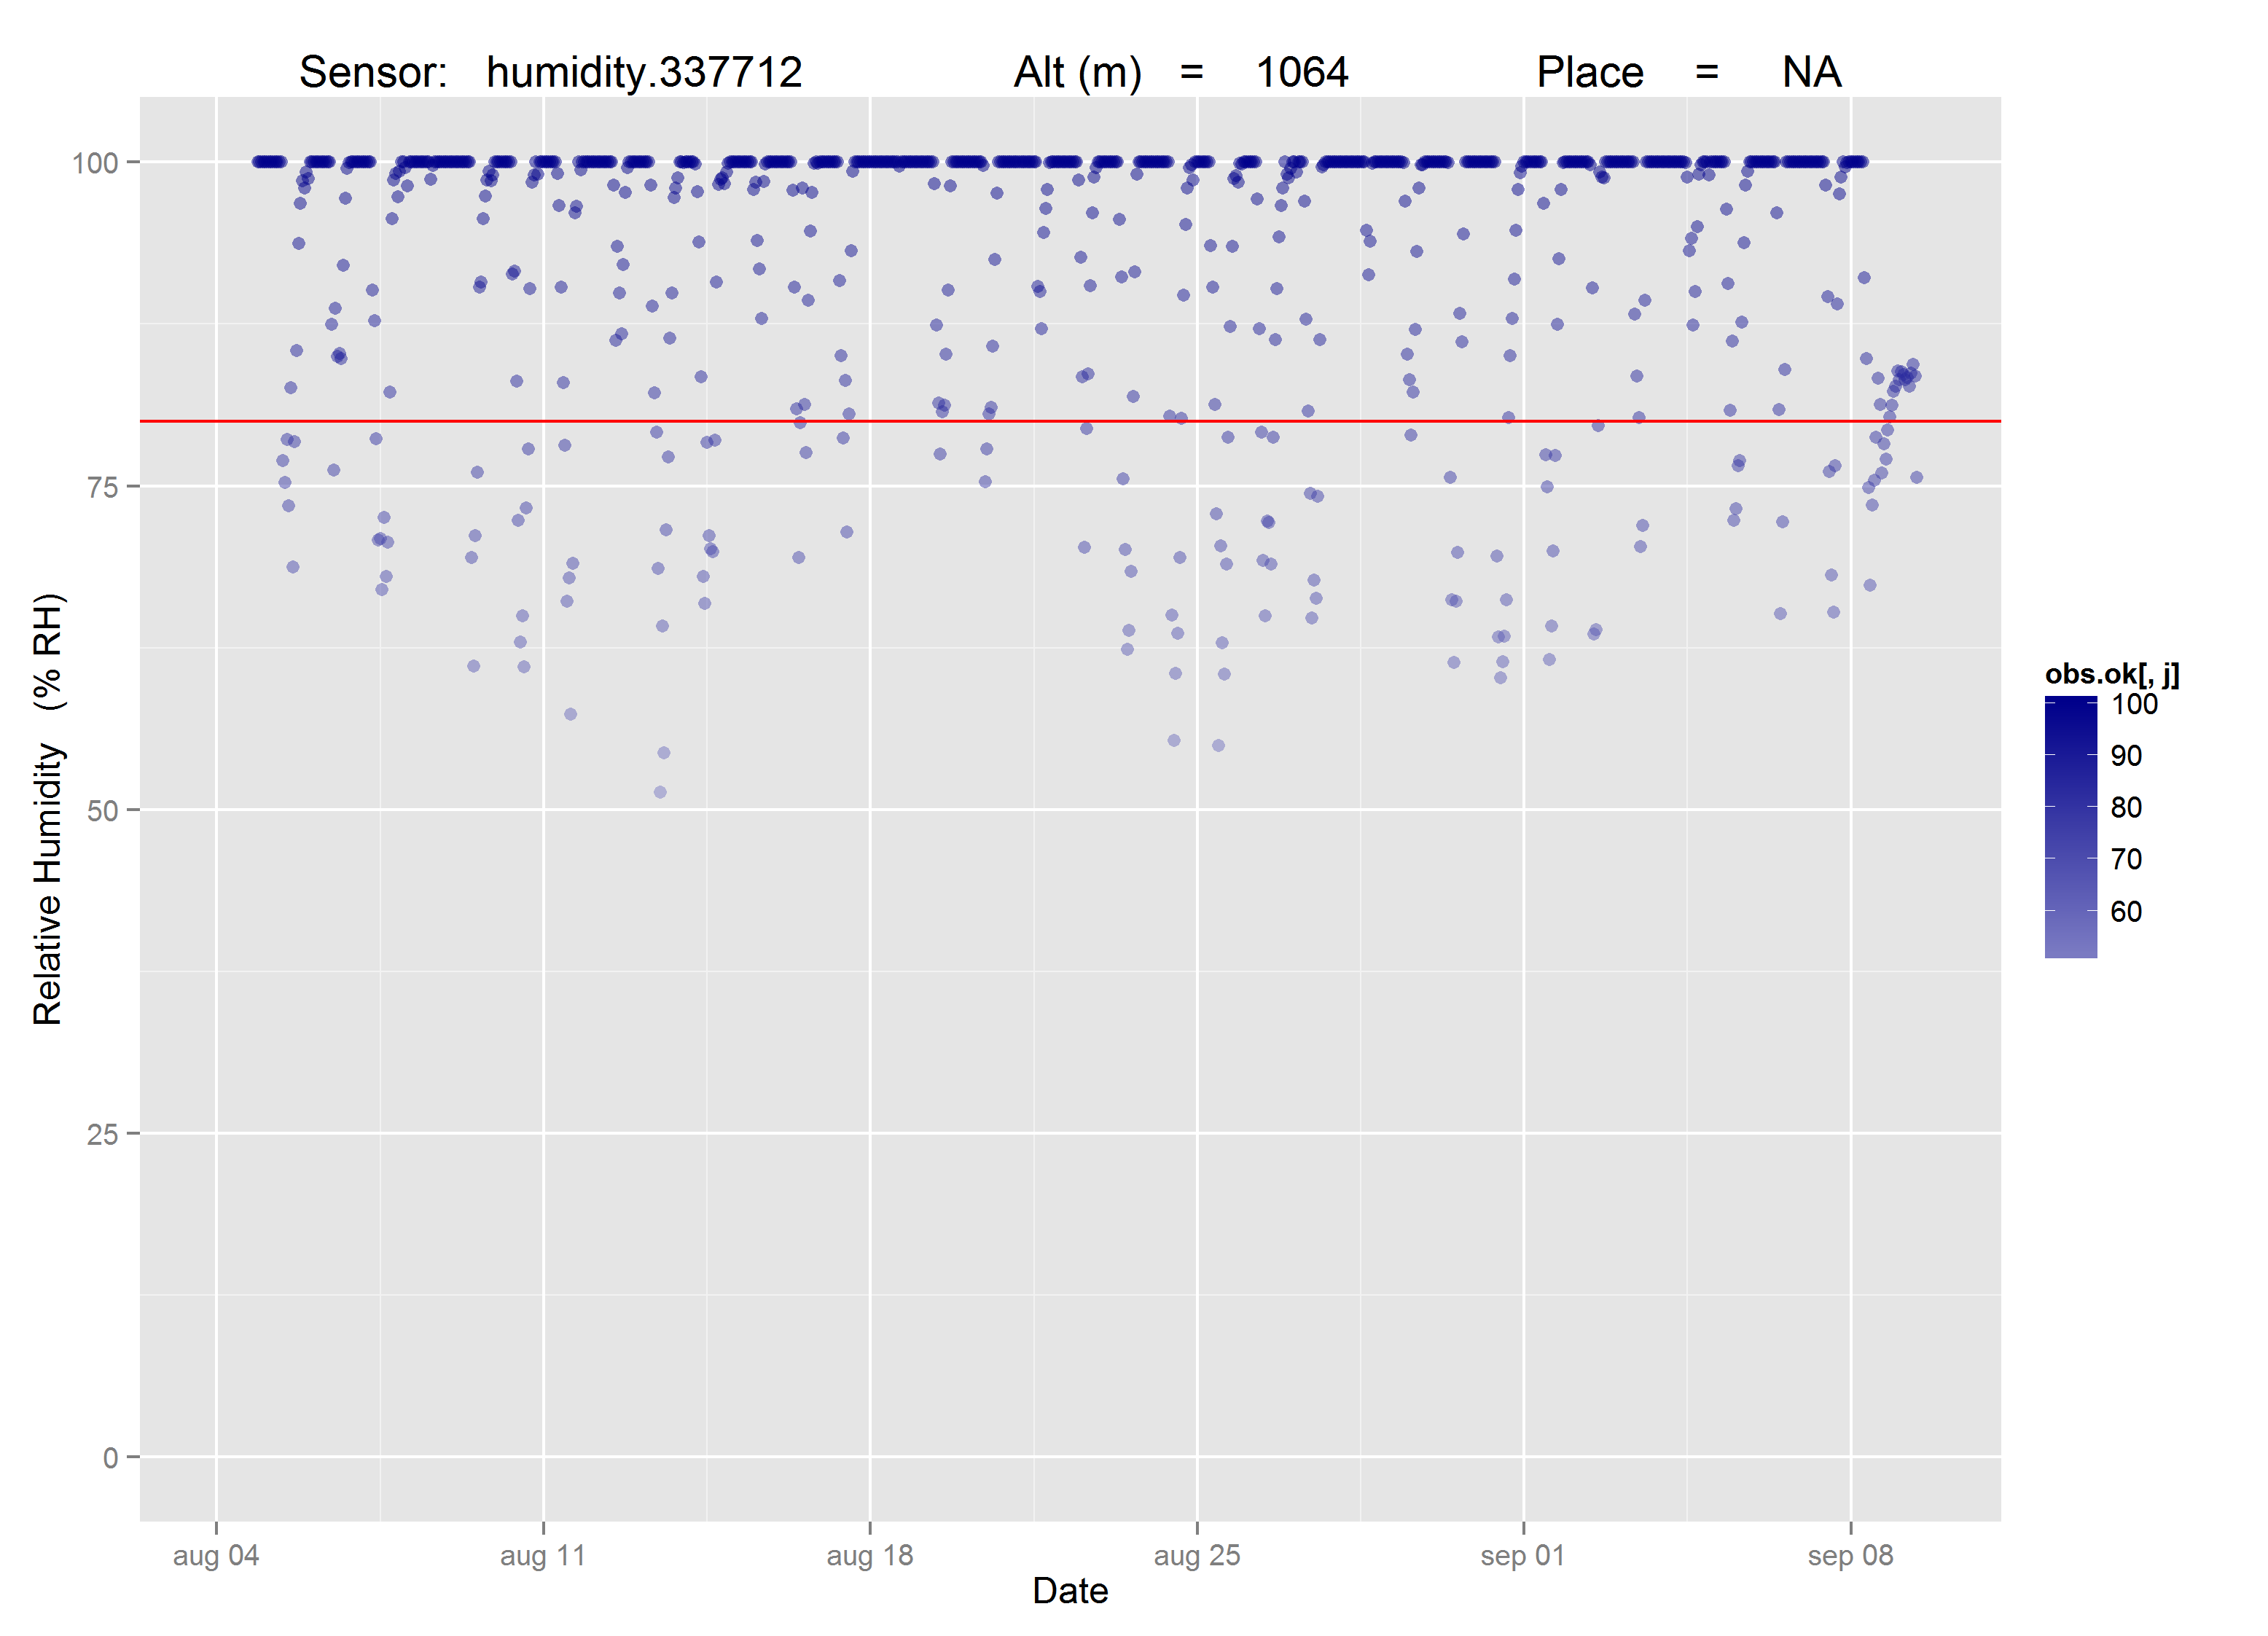 Sensor: humidity.337712 Alt (m) = 1064 Place = NA
100
75
50
25
0
Relative Humidity (% RH)
aug 04 aug 11 aug 18 aug 25 sep 01 sep 08
Date
obs.ok[, j]
100
90
80
70
60